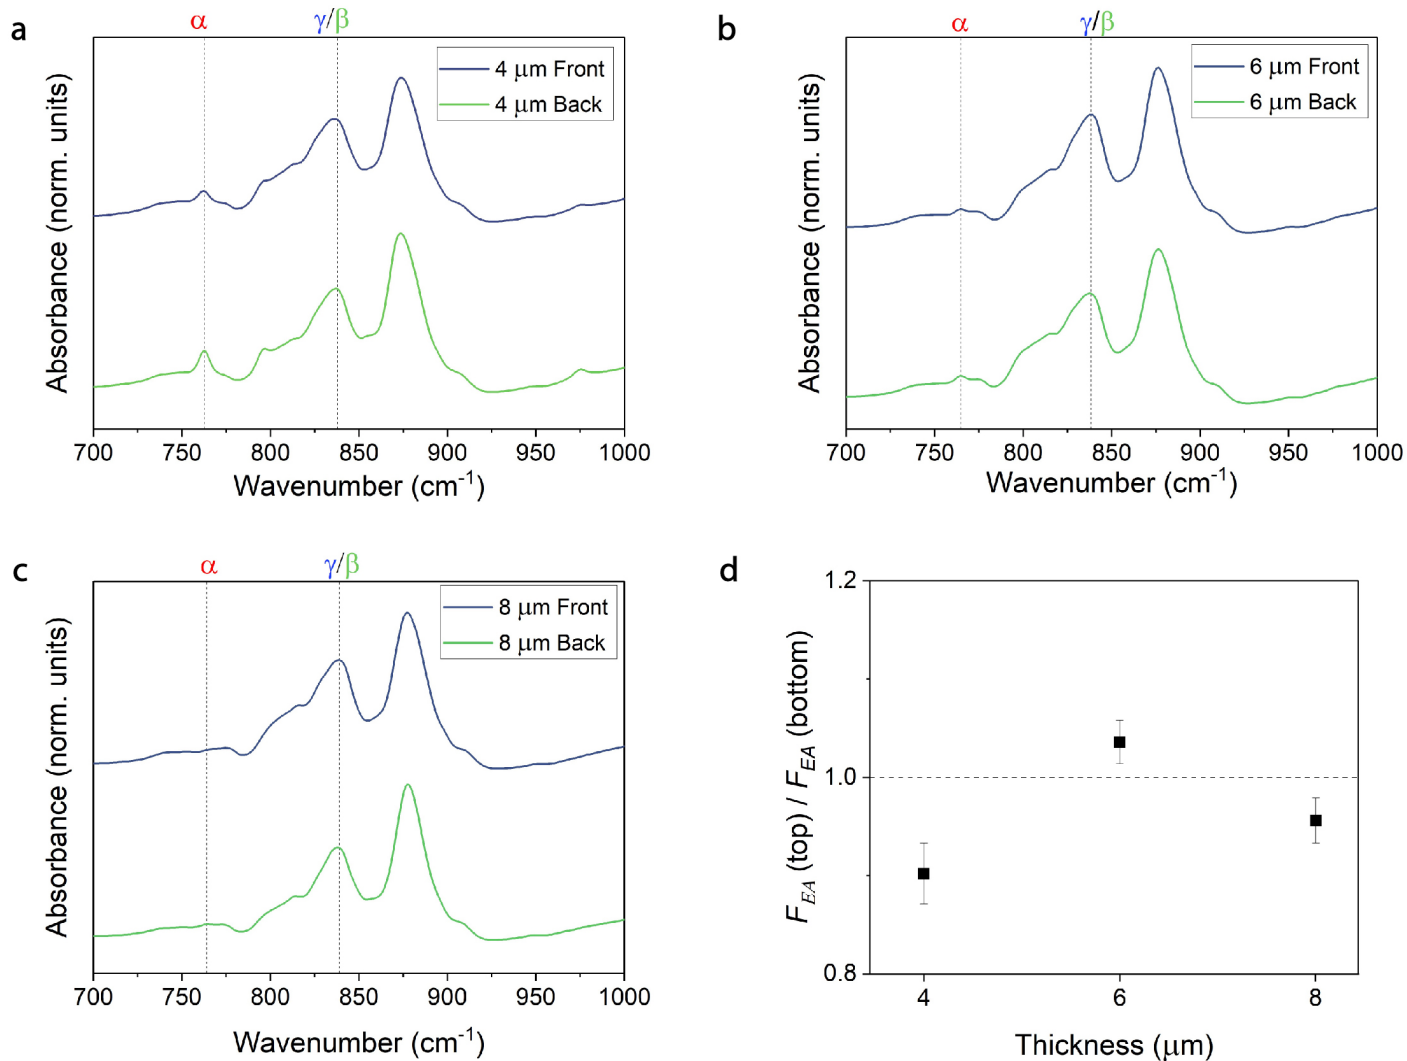 a
α
γ/β
4 μm Front
4 μm Back
Absorbance (norm. units)
700 750 800 850 900 950 1000
Wavenumber (cm-1)
b
α
γ/β
6 μm Front
6 μm Back
Absorbance (norm. units)
700 750 800 850 900 950 1000
Wavenumber (cm-1)
c
α
γ/β
8 μm Front
8 μm Back
Absorbance (norm. units)
700 750 800 850 900 950 1000
Wavenumber (cm-1)
d
FEA (top) / FEA (bottom)
1.2
1.0
0.8
4 6 8
Thickness (μm)